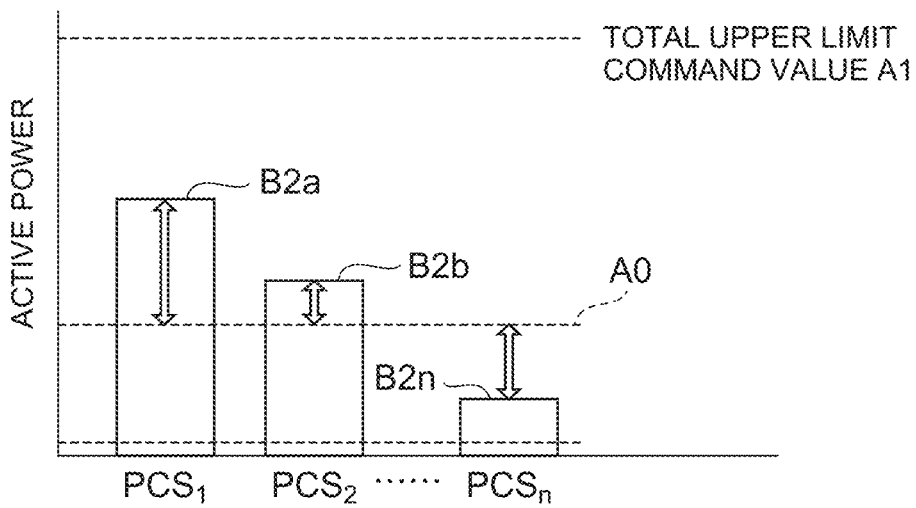 TOTAL UPPER LIMIT
COMMAND VALUE A1
ACTIVE POWER
B2a
B2b
A0
B2n
PCS₁ PCS₂ ······ PCSₙ